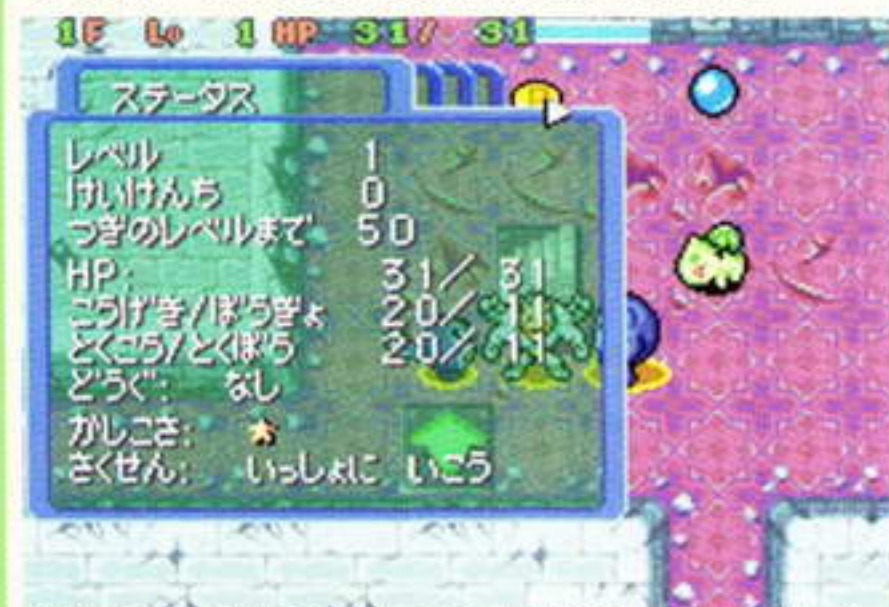 1F Lv 1 HP 31/ 31
ステータス
レベル 1
けいけんち 0
つぎのレベルまで 50
HP: 31/ 31
こうげき/ぼうぎょ 20/ 11
とくこう/とくぼう 20/ 11
どうぐ: なし
かしこさ:
さくせん: いっしょに いこう